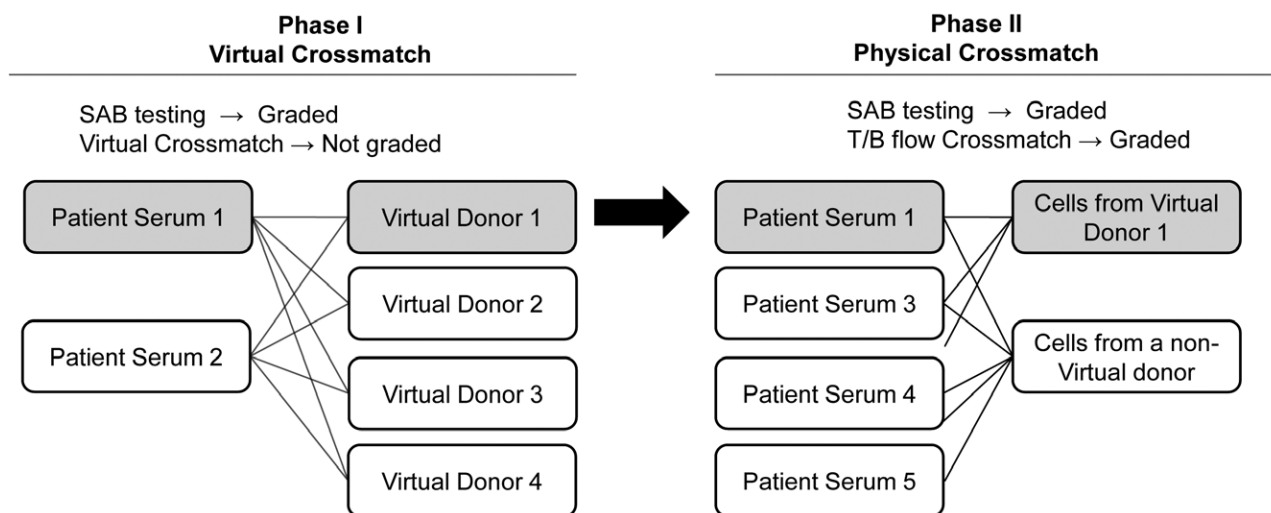 Phase I
Virtual Crossmatch
SAB testing → Graded
Virtual Crossmatch → Not graded
Patient Serum 1
Patient Serum 2
Virtual Donor 1
Virtual Donor 2
Virtual Donor 3
Virtual Donor 4
Phase II
Physical Crossmatch
SAB testing → Graded
T/B flow Crossmatch → Graded
Patient Serum 1
Patient Serum 3
Patient Serum 4
Patient Serum 5
Cells from Virtual
Donor 1
Cells from a non-
Virtual donor